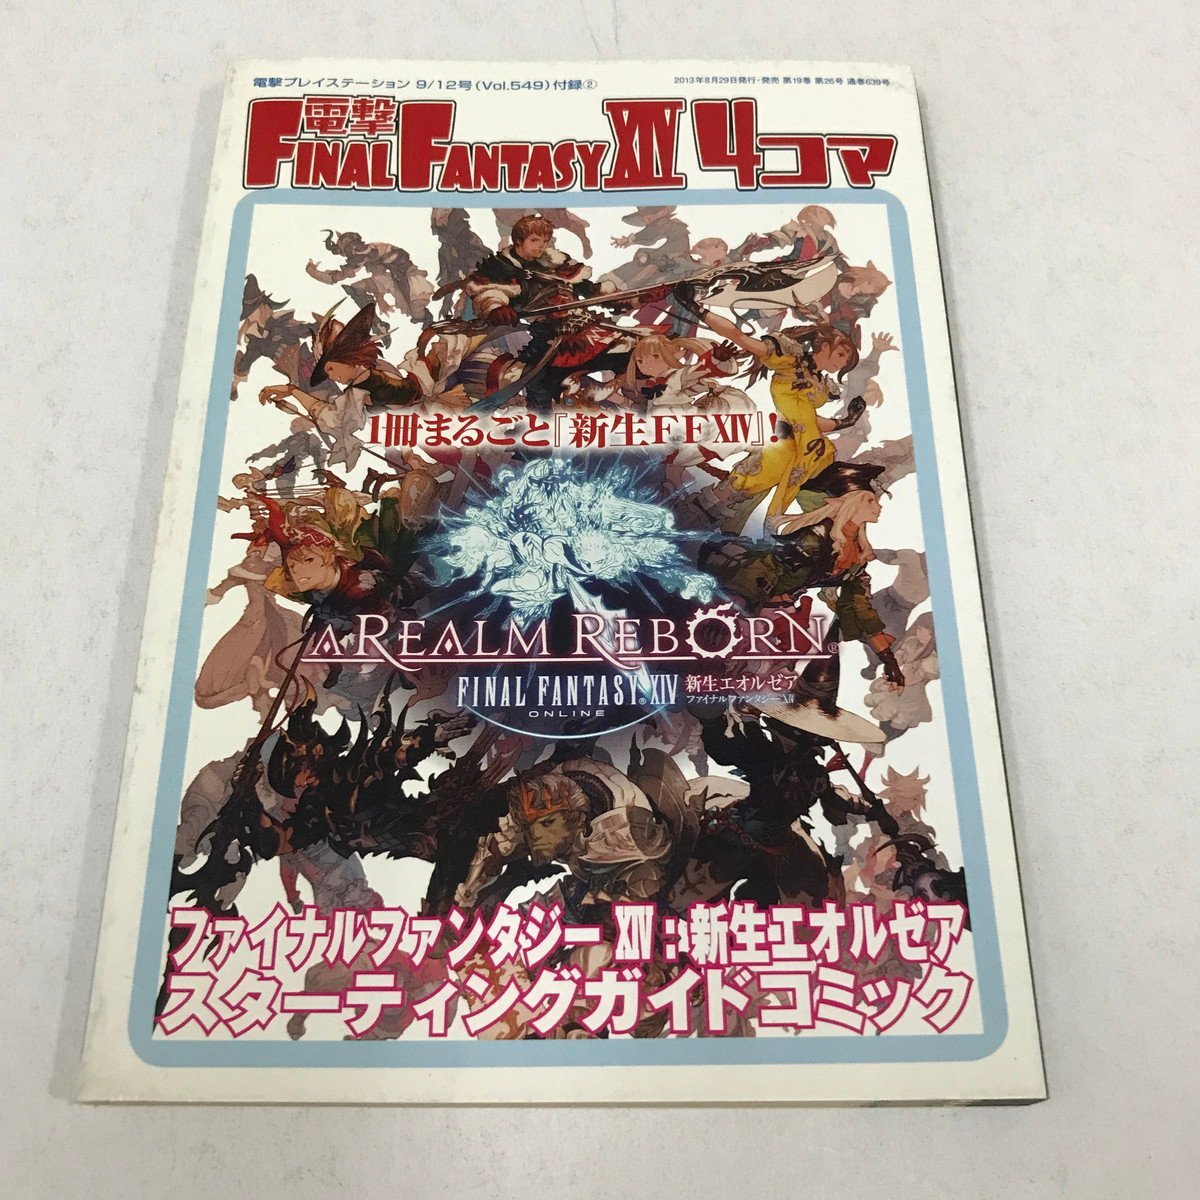 電撃プレイステーション 9/12号(Vol.549)付録②
2013年8月29日発行・発売 第19巻 第26号 通巻639号
電撃
FINAL FANTASY XIV 4コマ
1冊まるごと『新生FFXIV』!
A REALM REBORN®
FINAL FANTASY® XIV 新生エオルゼア
ファイナルファンタジーXIV
ONLINE
ファイナルファンタジー XIV:新生エオルゼア
スターティングガイドコミック